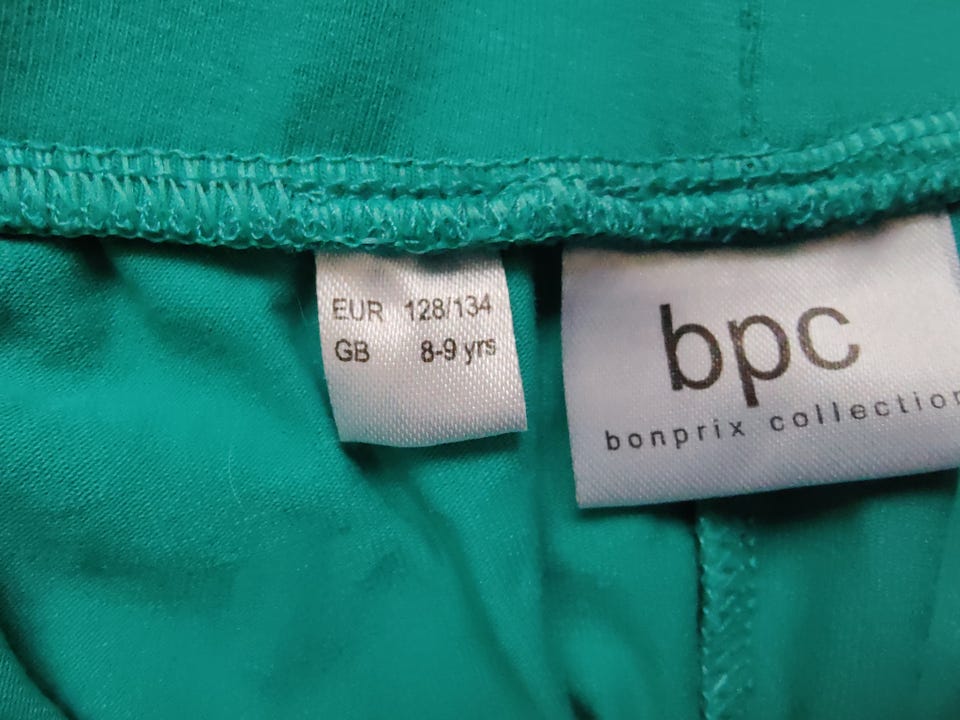 EUR 128/134
GB 8-9 yrs
bpc
bonprix collection